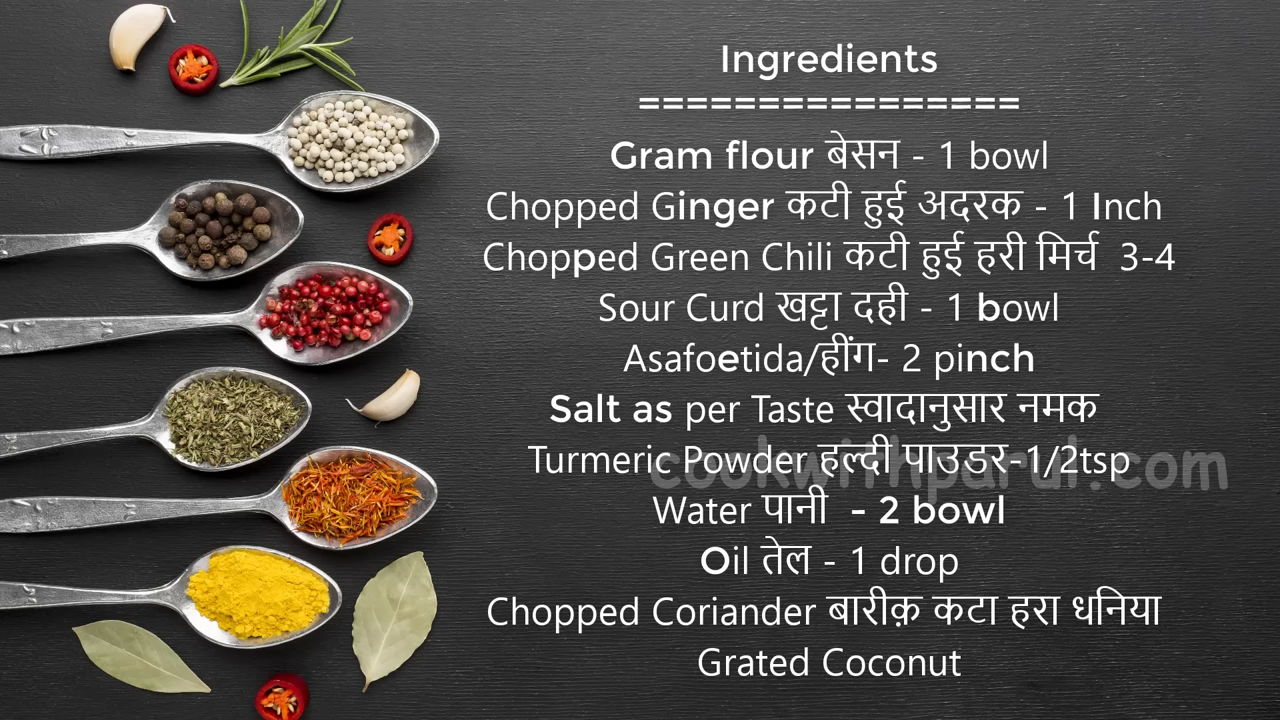 Ingredients
================
Gram flour बेसन - 1 bowl
Chopped Ginger कटी हुई अदरक - 1 Inch
Chopped Green Chili कटी हुई हरी मिर्च 3-4
Sour Curd खट्टा दही - 1 bowl
Asafoetida/हींग- 2 pinch
Salt as per Taste स्वादानुसार नमक
Turmeric Powder हल्दी पाउडर-1/2tsp
cookwithparul.com
Water पानी - 2 bowl
Oil तेल - 1 drop
Chopped Coriander बारीक़ कटा हरा धनिया
Grated Coconut